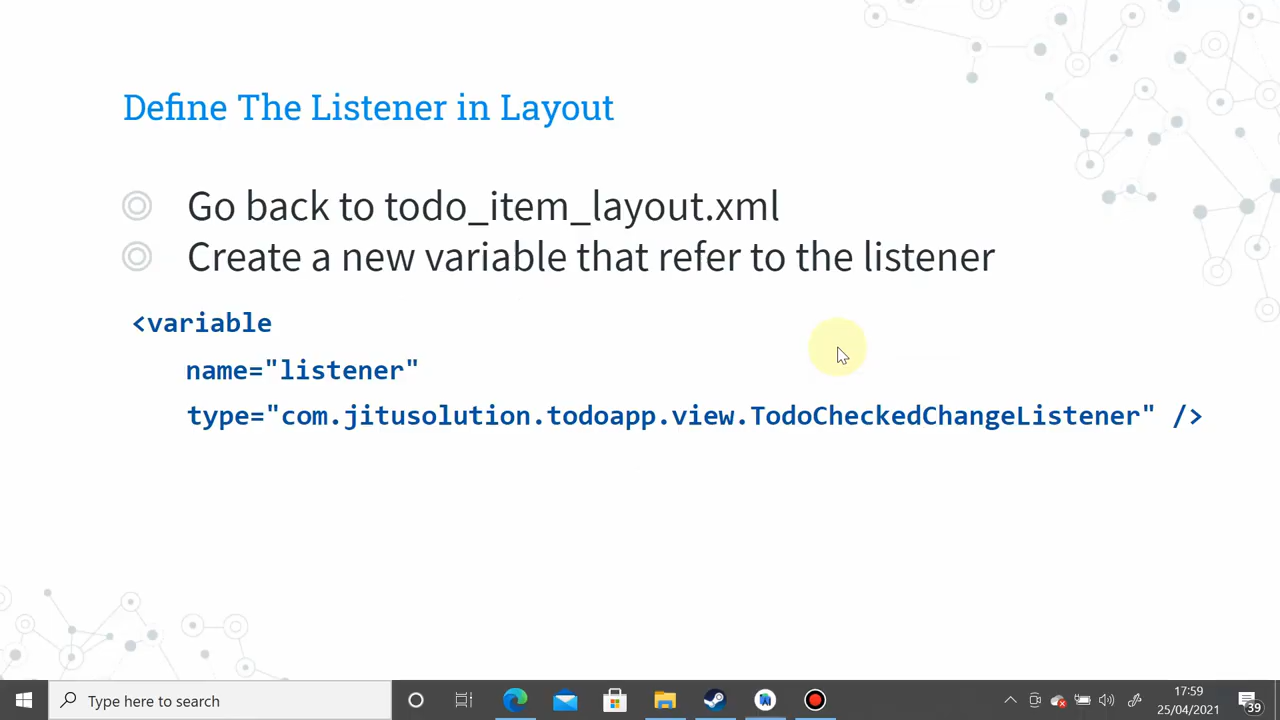 Define The Listener in Layout
Go back to todo_item_layout.xml
Create a new variable that refer to the listener
<variable
name="listener"
type="com.jitusolution.todoapp.view.TodoCheckedChangeListener" />
Type here to search
17:59
25/04/2021
39